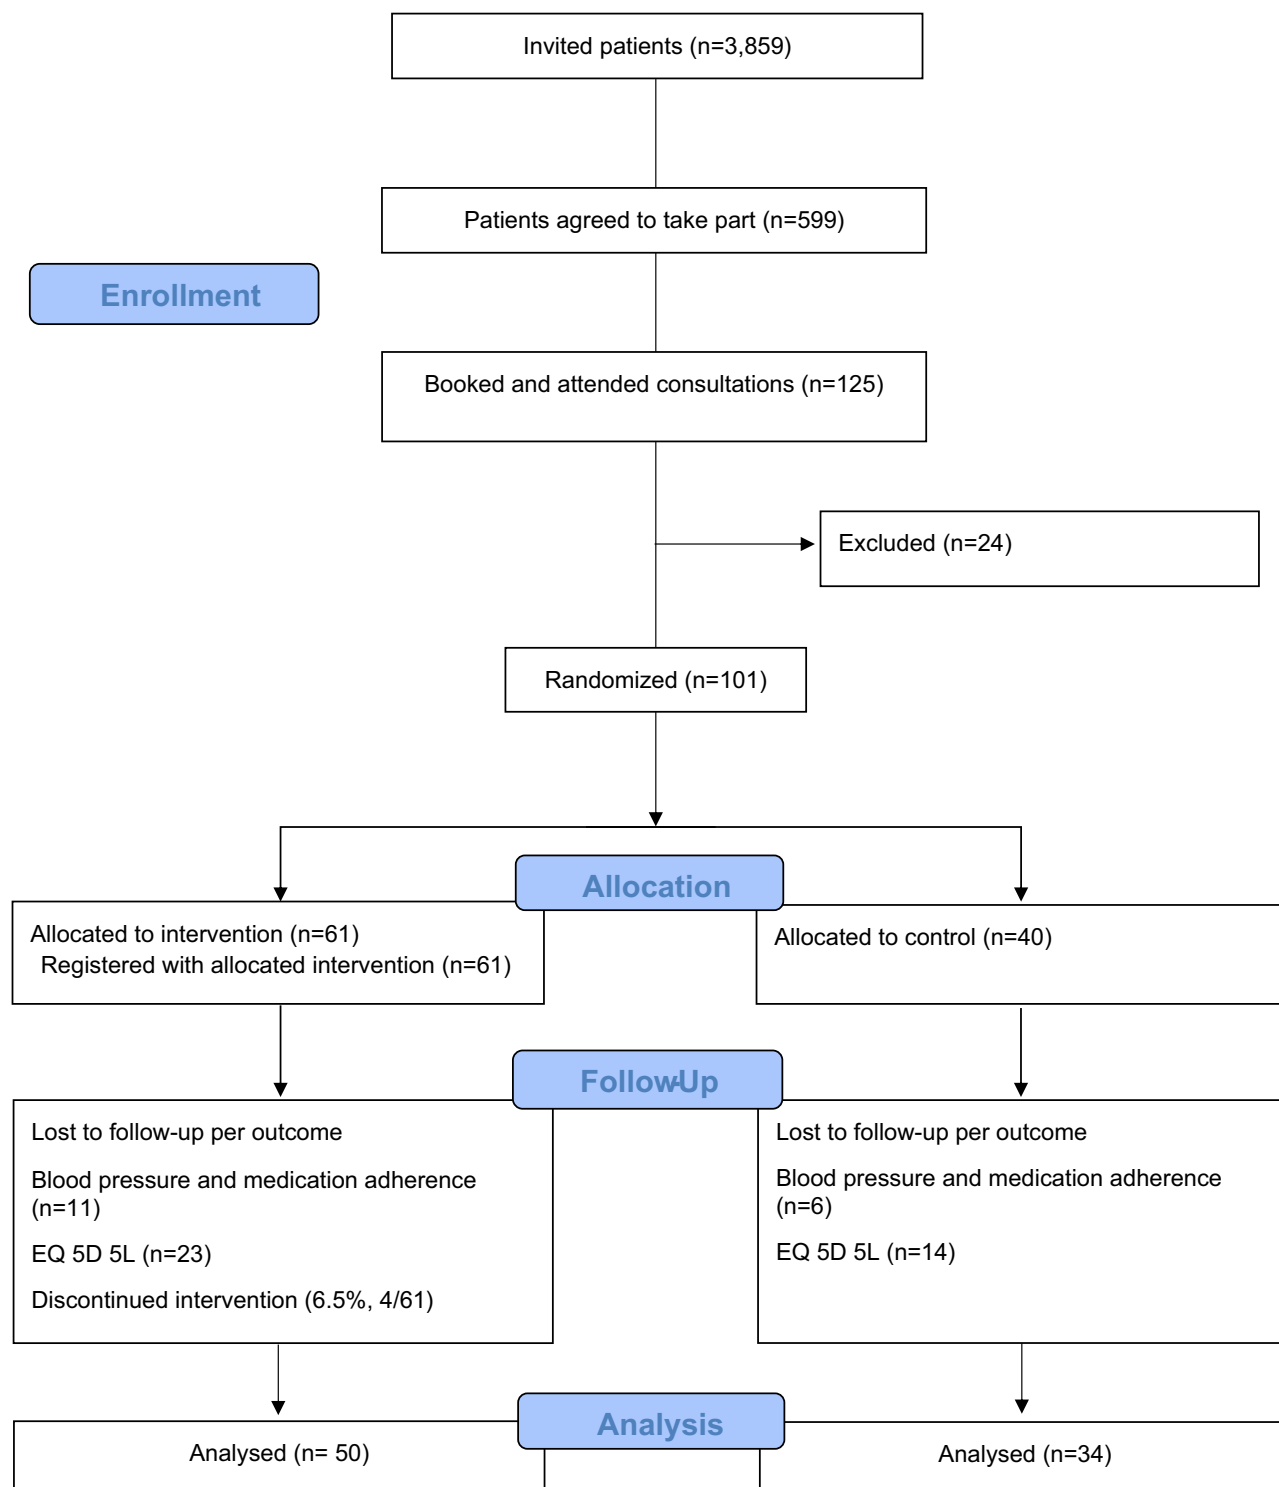 Invited patients (n=3,859)
Patients agreed to take part (n=599)
Enrollment
Booked and attended consultations (n=125)
Excluded (n=24)
Randomized (n=101)
Allocation
Allocated to intervention (n=61)
Registered with allocated intervention (n=61)
Allocated to control (n=40)
Follow-Up
Lost to follow-up per outcome
Blood pressure and medication adherence
(n=11)
EQ 5D 5L (n=23)
Discontinued intervention (6.5%, 4/61)
Lost to follow-up per outcome
Blood pressure and medication adherence
(n=6)
EQ 5D 5L (n=14)
Analysis
Analysed (n= 50)
Analysed (n=34)